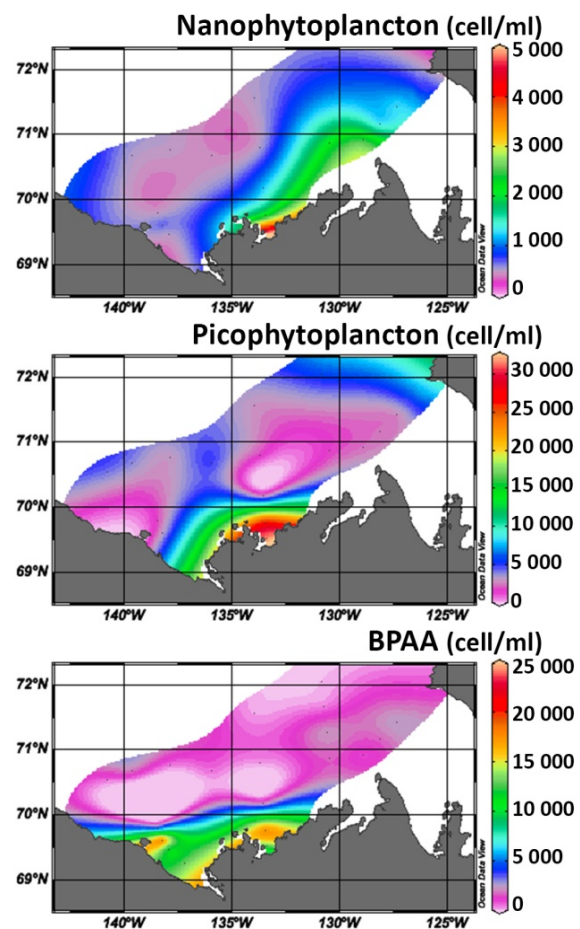 Nanophytoplancton (cell/ml)
72°N
71°N
70°N
69°N
140°W
135°W
130°W
125°W
5 000
4 000
3 000
2 000
1 000
0
Ocean Data View
Picophytoplancton (cell/ml)
72°N
71°N
70°N
69°N
140°W
135°W
130°W
125°W
30 000
25 000
20 000
15 000
10 000
5 000
0
Ocean Data View
BPAA (cell/ml)
72°N
71°N
70°N
69°N
140°W
135°W
130°W
125°W
25 000
20 000
15 000
10 000
5 000
0
Ocean Data View